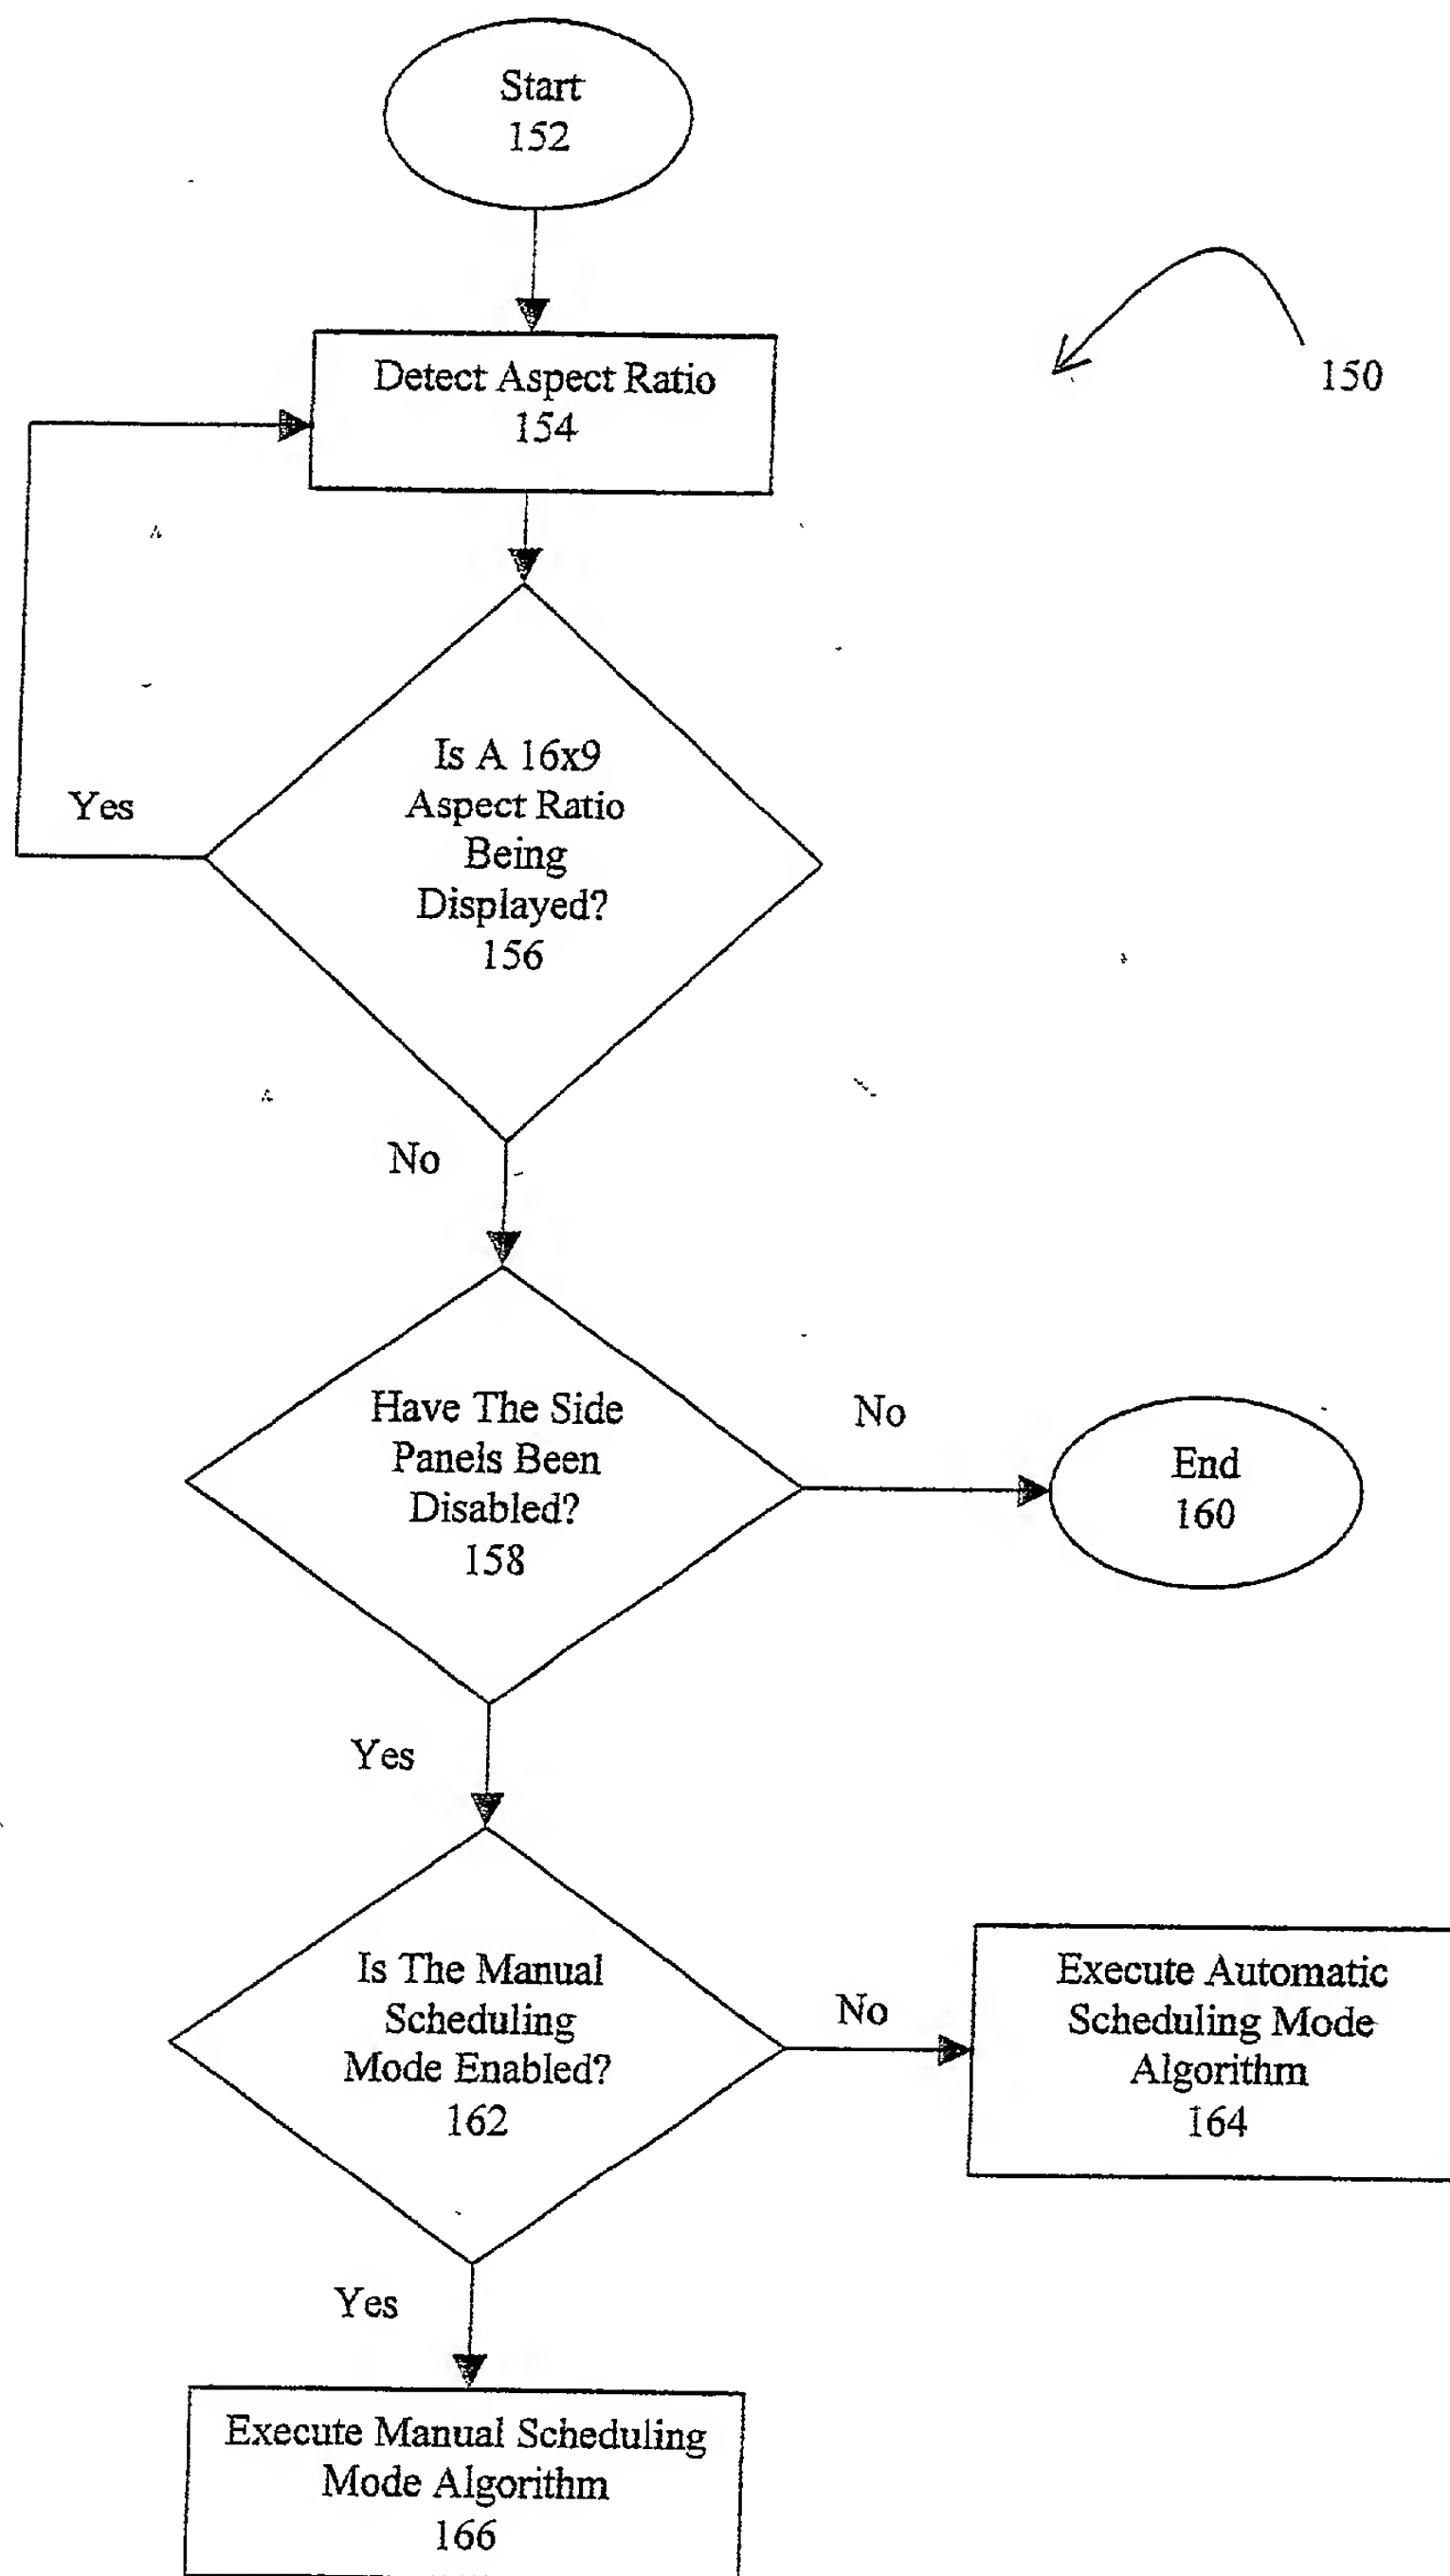 Start
152
150
Detect Aspect Ratio
154
Is A 16x9
Aspect Ratio
Being
Displayed?
156
Yes
No
Have The Side
Panels Been
Disabled?
158
No
End
160
Yes
Is The Manual
Scheduling
Mode Enabled?
162
No
Execute Automatic
Scheduling Mode
Algorithm
164
Yes
Execute Manual Scheduling
Mode Algorithm
166